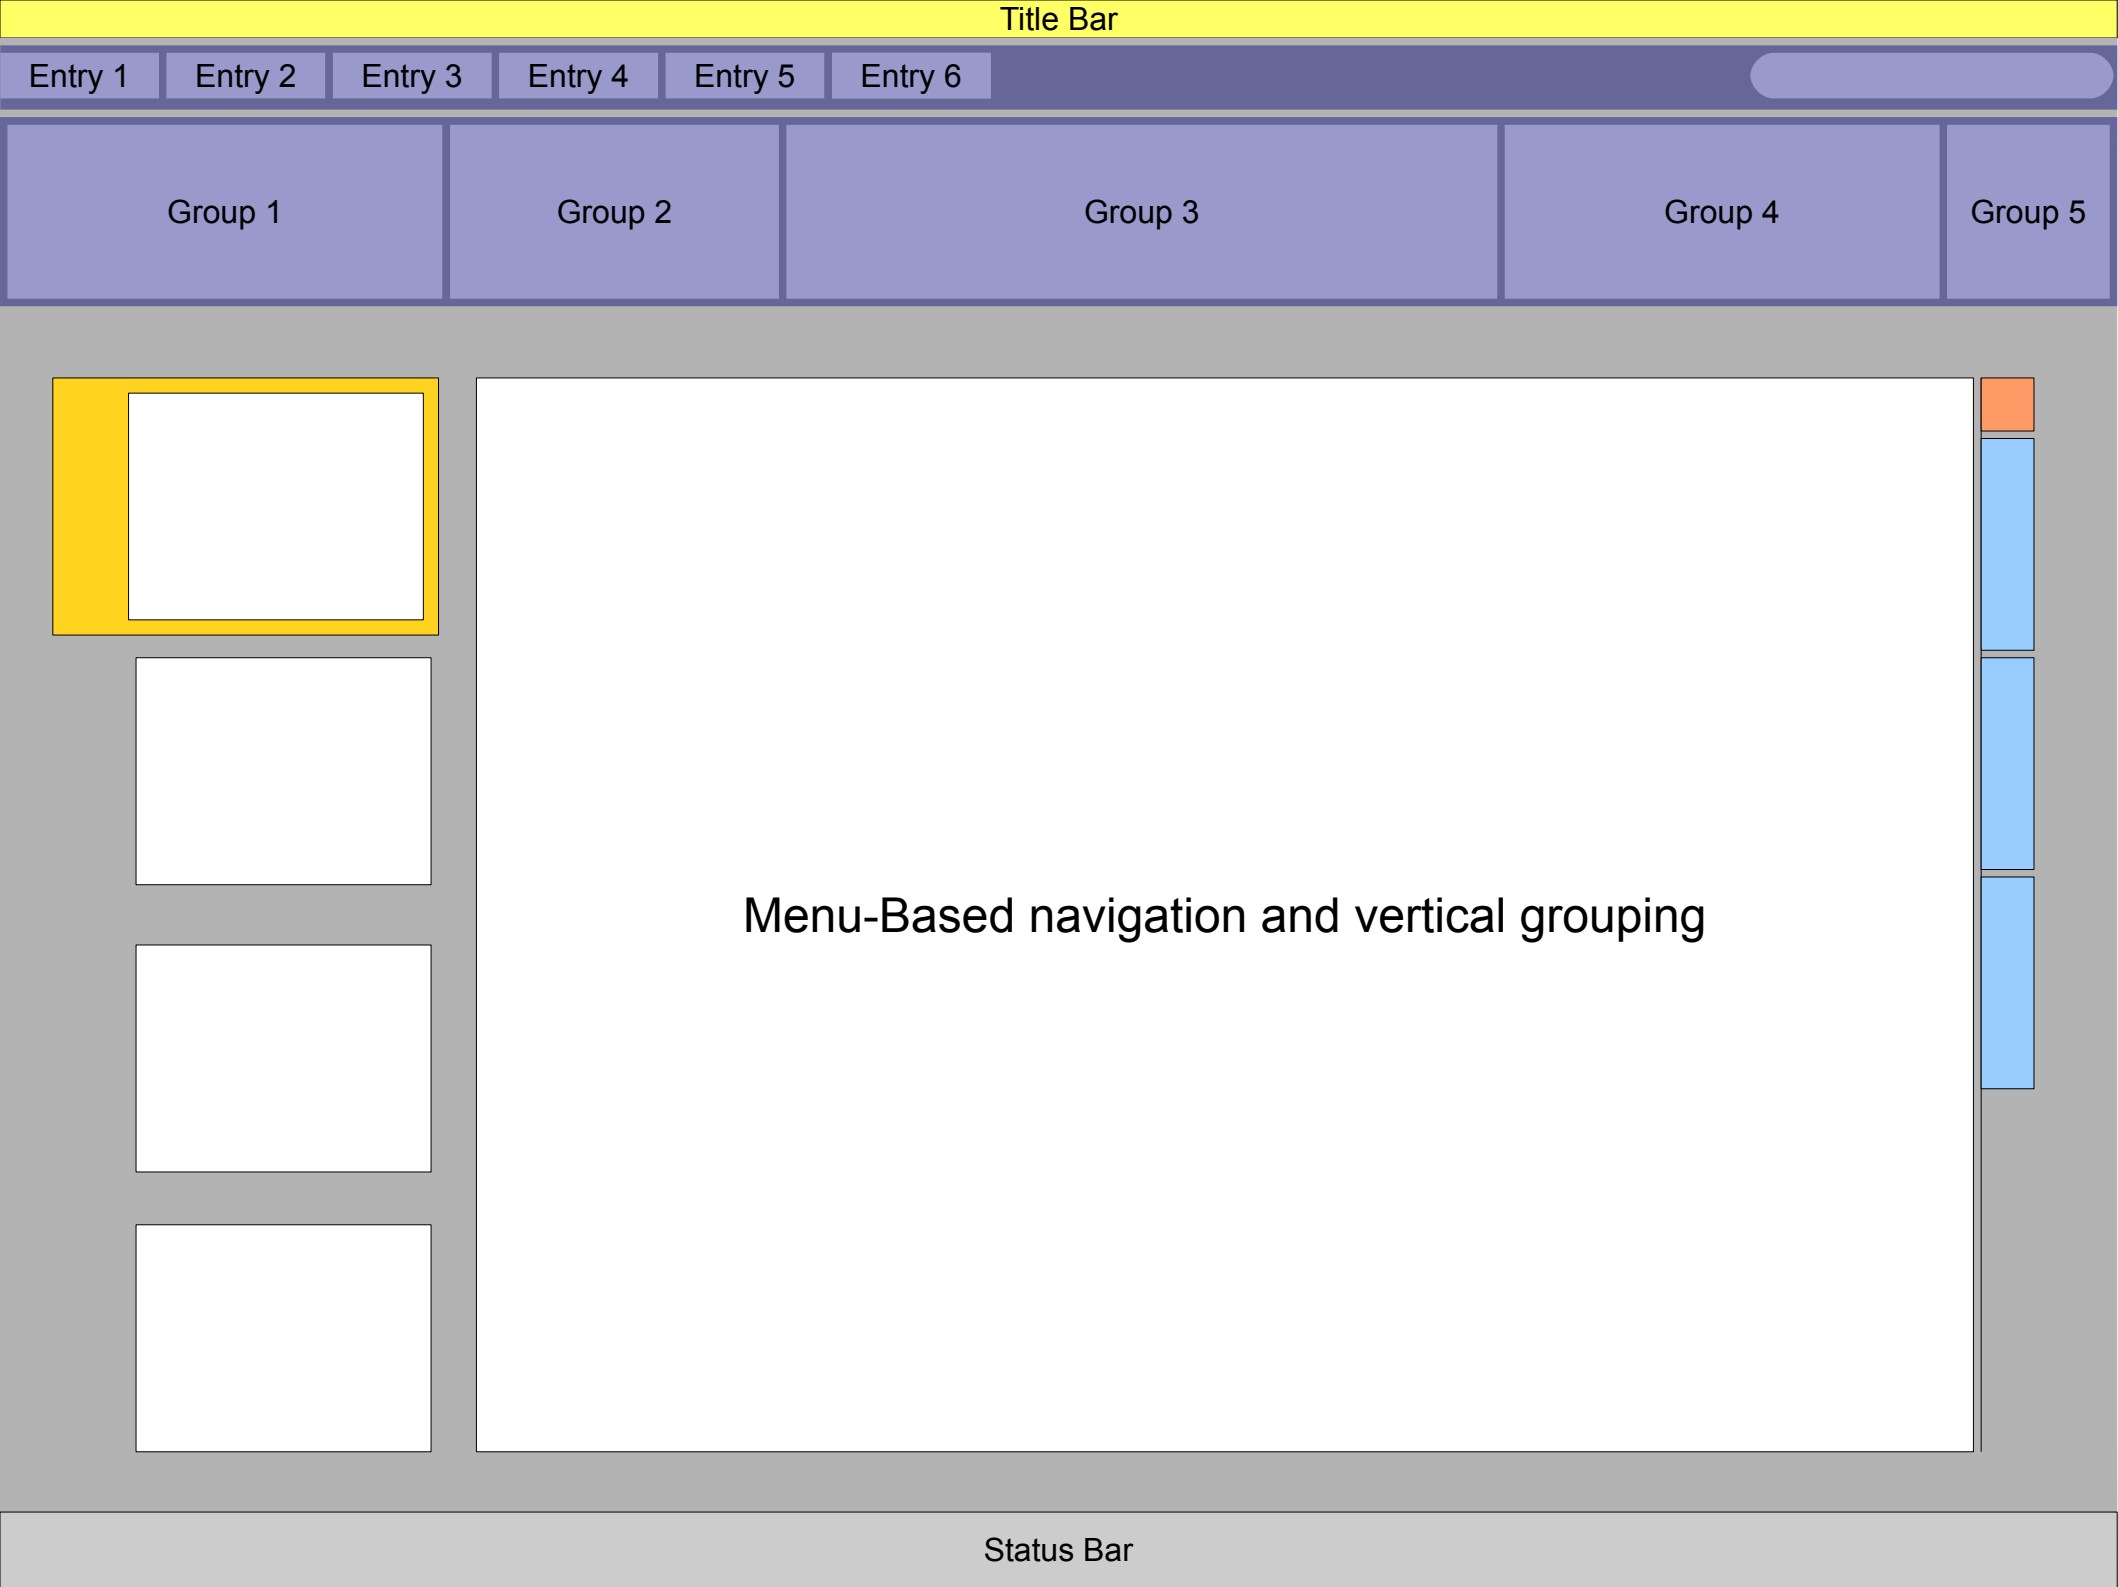 Title Bar
Entry 1 Entry 2 Entry 3 Entry 4 Entry 5 Entry 6
Group 1 Group 2 Group 3 Group 4 Group 5
Menu-Based navigation and vertical grouping
Status Bar